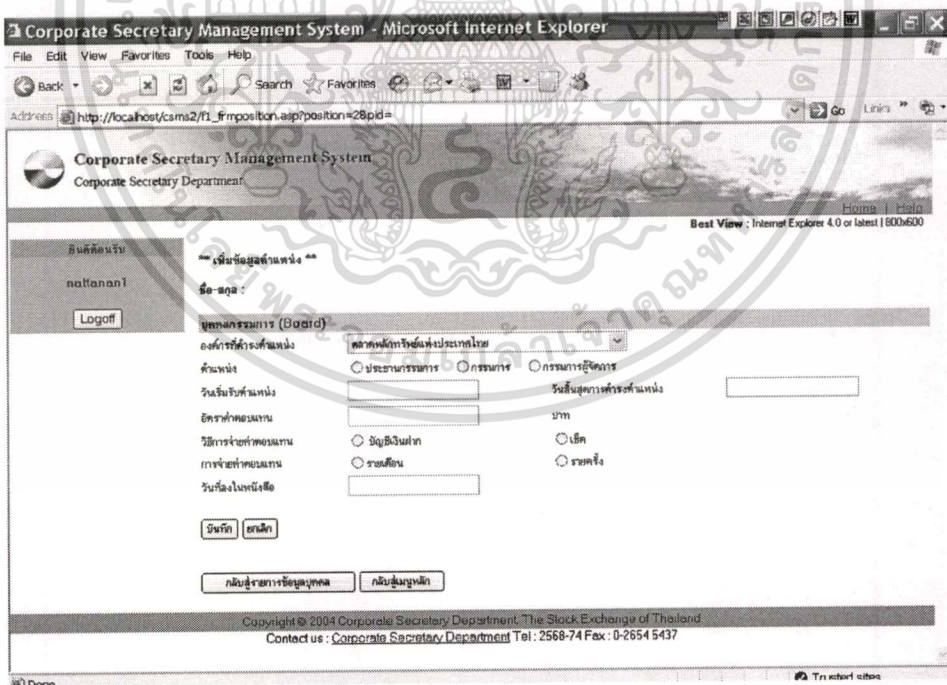 Corporate Secretary Management System - Microsoft Internet Explorer
File Edit View Favorites Tools Help
Back Search Favorites
Address http://localhost/csms2/f1_frmposition.asp?position=2&pid= Go Links
Corporate Secretary Management System
Corporate Secretary Department
Home | Help
Best View : Internet Explorer 4.0 or latest | 800x600
ยินดีต้อนรับ
nattanan1
Logoff
** เพิ่มข้อมูลตำแหน่ง **
ชื่อ-สกุล :
บุคคลกรรมการ (Board)
องค์กรที่ดำรงตำแหน่ง ตลาดหลักทรัพย์แห่งประเทศไทย
ตำแหน่ง ประธานกรรมการ กรรมการ กรรมการผู้จัดการ
วันเริ่มรับตำแหน่ง วันสิ้นสุดการดำรงตำแหน่ง
อัตราค่าตอบแทน บาท
วิธีการจ่ายค่าตอบแทน บัญชีเงินฝาก เช็ค
การจ่ายค่าตอบแทน รายเดือน รายครั้ง
วันที่ลงในหนังสือ
บันทึก ยกเลิก
กลับสู่รายการข้อมูลบุคคล กลับสู่เมนูหลัก
Copyright © 2004 Corporate Secretary Department, The Stock Exchange of Thailand
Contact us : Corporate Secretary Department Tel : 2568-74 Fax : 0-2654 5437
Done Trusted sites